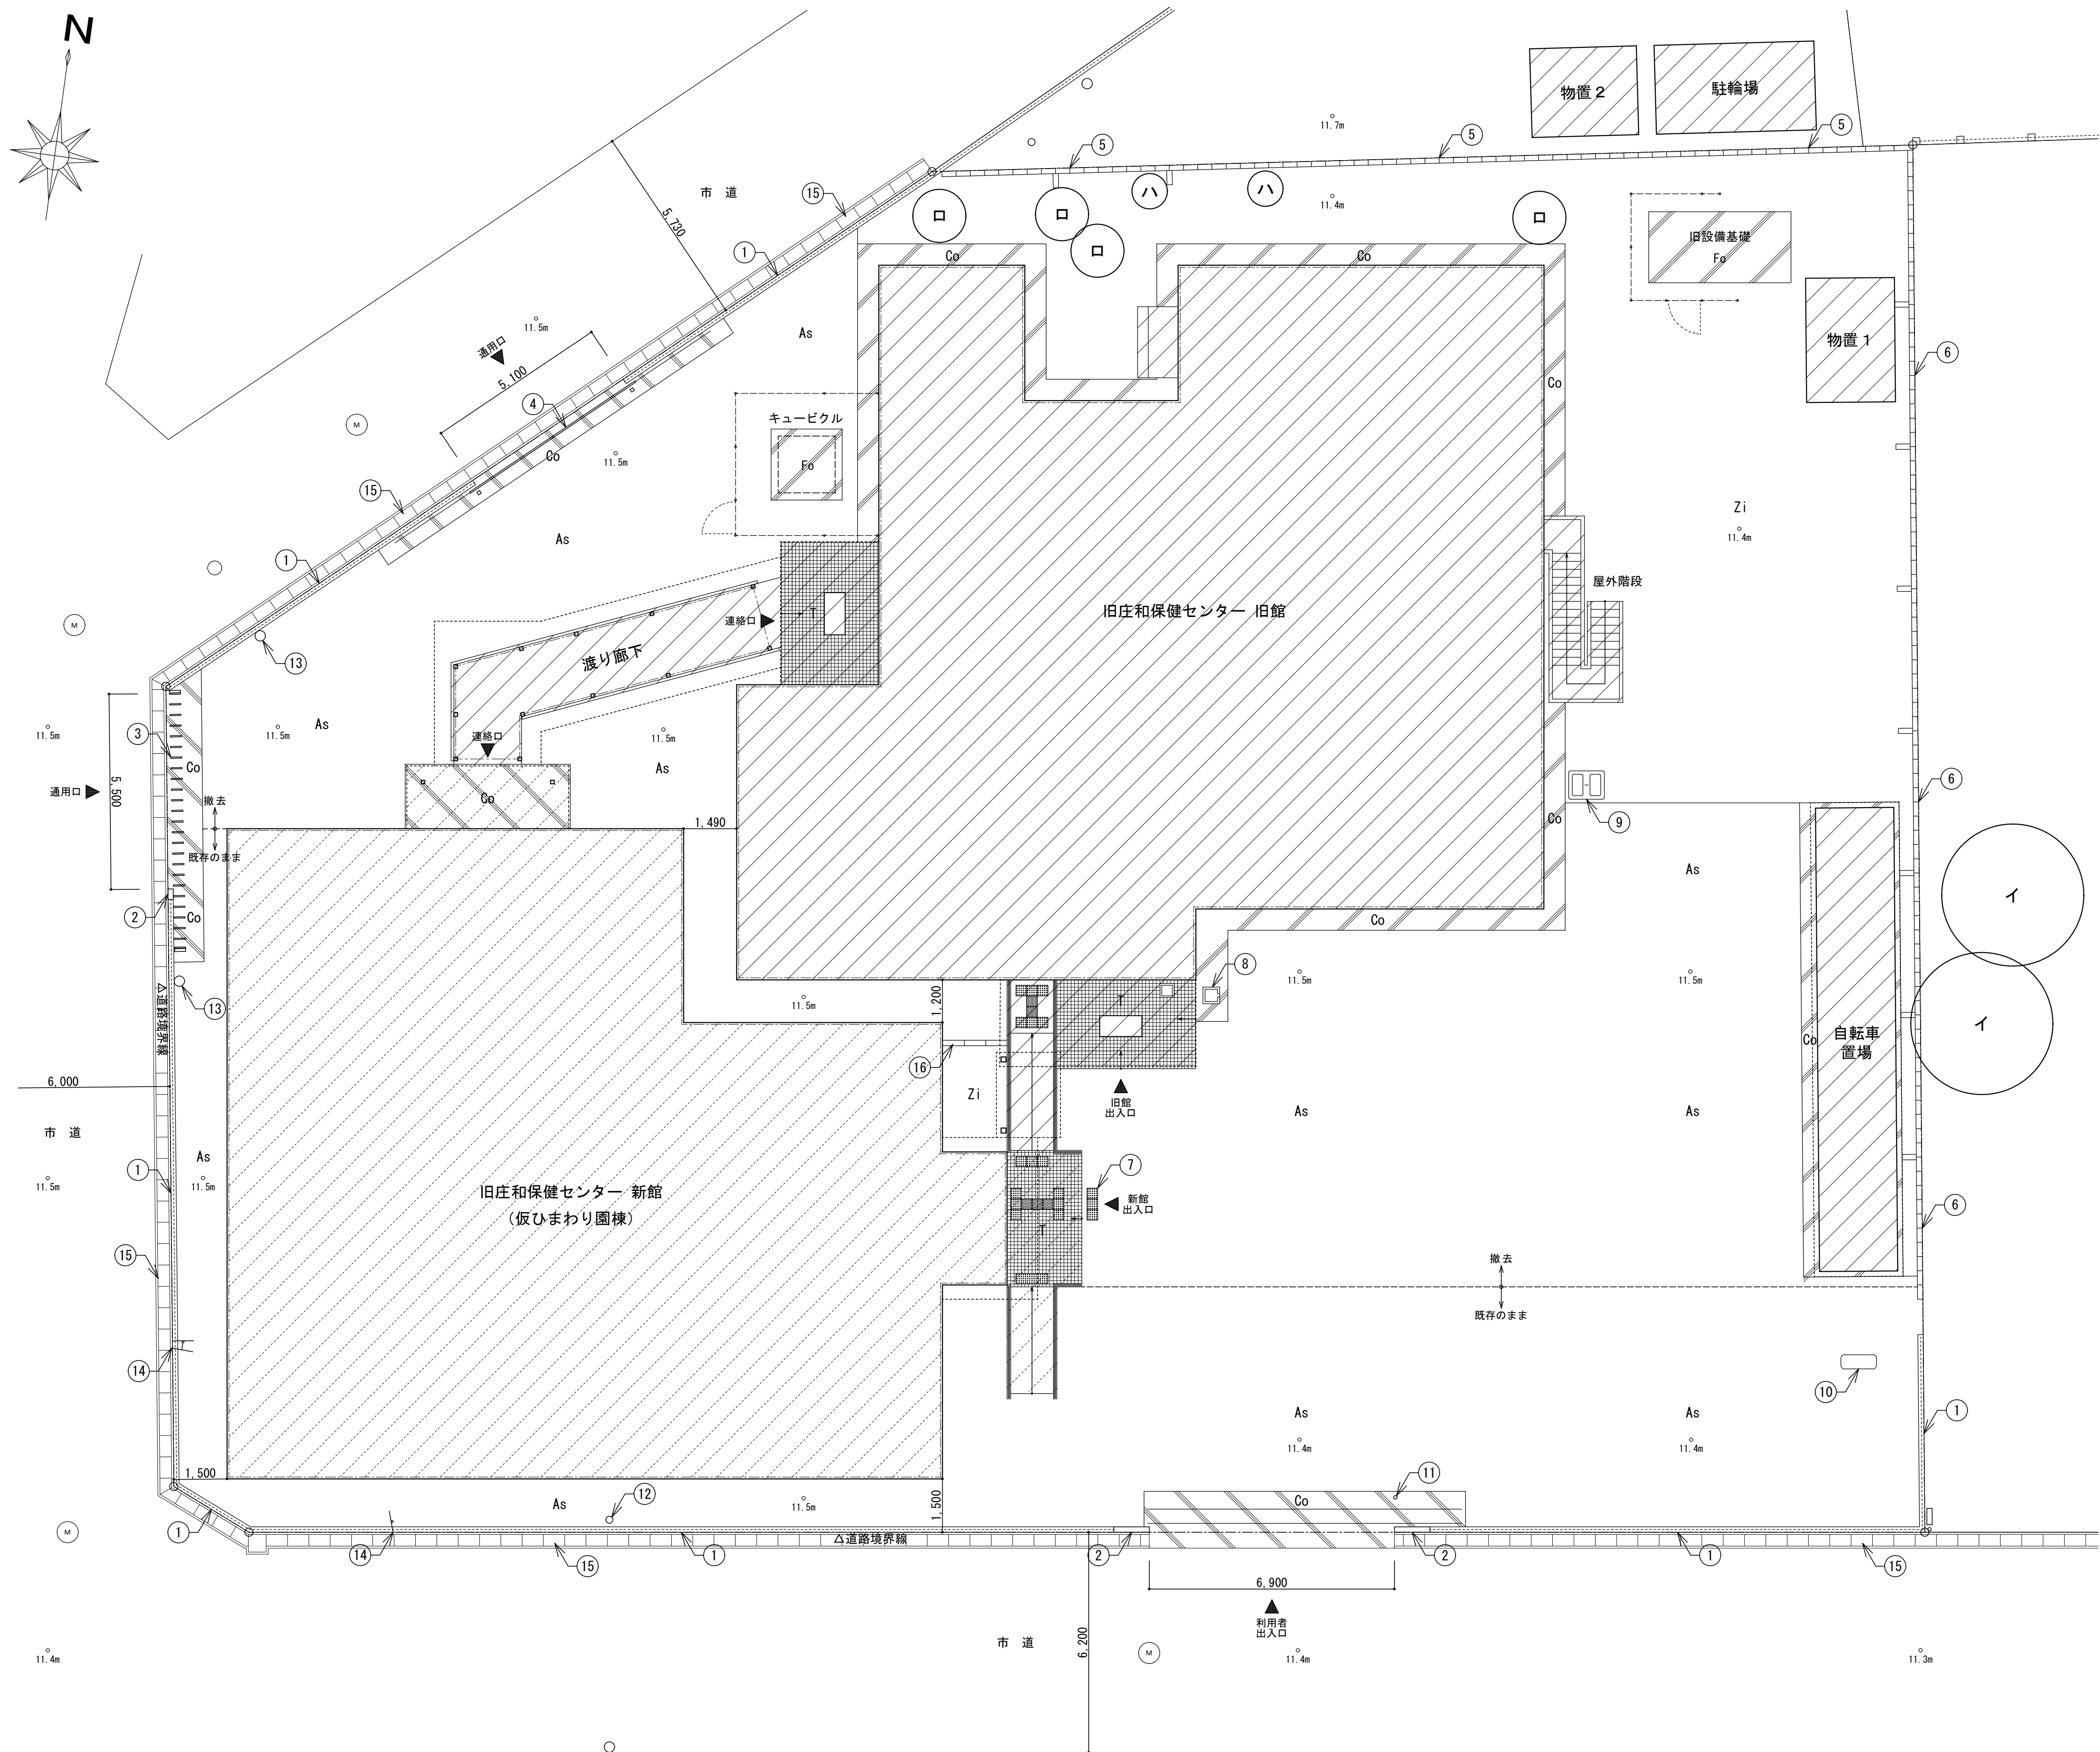 N
物置２
駐輪場
11.7m
⑤
⑤
⑤
市　道
⑮
5,730
①
ロ
ロ
ロ
ハ
ハ
11.4m
ロ
旧設備基礎
Fo
Co
Co
物置１
11.5m
通用口
5,100
As
④
Co
11.5m
キュービクル
Fo
Co
⑥
M
⑮
As
①
Zi
11.4m
屋外階段
旧庄和保健センター 旧館
M
⑬
連絡口
T
渡り廊下
11.5m
③
11.5m
As
連絡口
11.5m
As
Co
通用口
5,500
撤去
Co
既存のまま
1,490
⑥
⑨
Co
②
Co
As
イ
Co
△道路境界線
⑬
11.5m
1,200
T
⑧
11.5m
11.5m
イ
Co
自転車
置場
⑯
6,000
Zi
旧館
出入口
As
As
市　道
11.5m
①
As
11.5m
旧庄和保健センター 新館
（仮ひまわり園棟）
⑦
新館
出入口
T
⑥
⑮
撤去
既存のまま
⑭
⑩
①
As
As
11.4m
11.4m
1,500
As
⑫
11.5m
1,500
⑪
Co
M
①
⑭
⑮
①
△道路境界線
②
②
①
⑮
6,900
利用者
出入口
市　道
6,200
M
11.4m
11.4m
11.3m